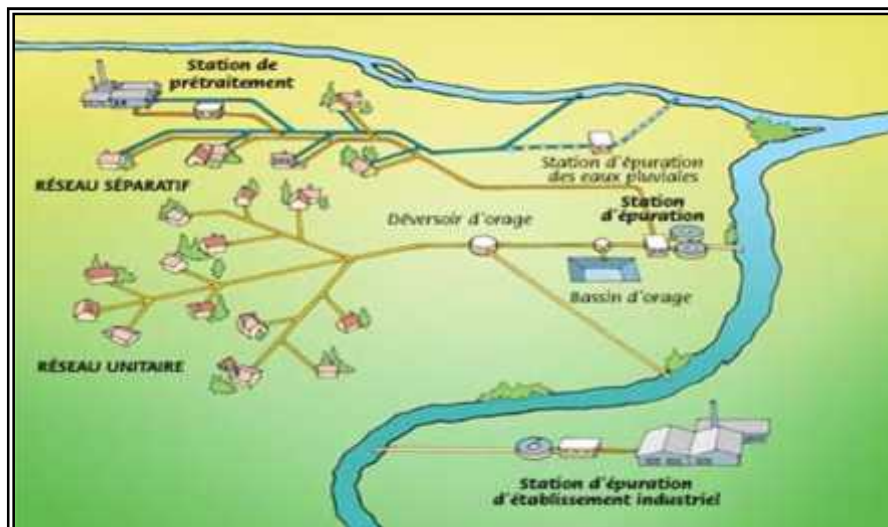 Station de
prétraitement
Station d'épuration
des eaux pluviales
RÉSEAU SÉPARATIF
Station
d'épuration
Déversoir d'orage
Bassin d'orage
RÉSEAU UNITAIRE
Station d'épuration
d'établissement industriel